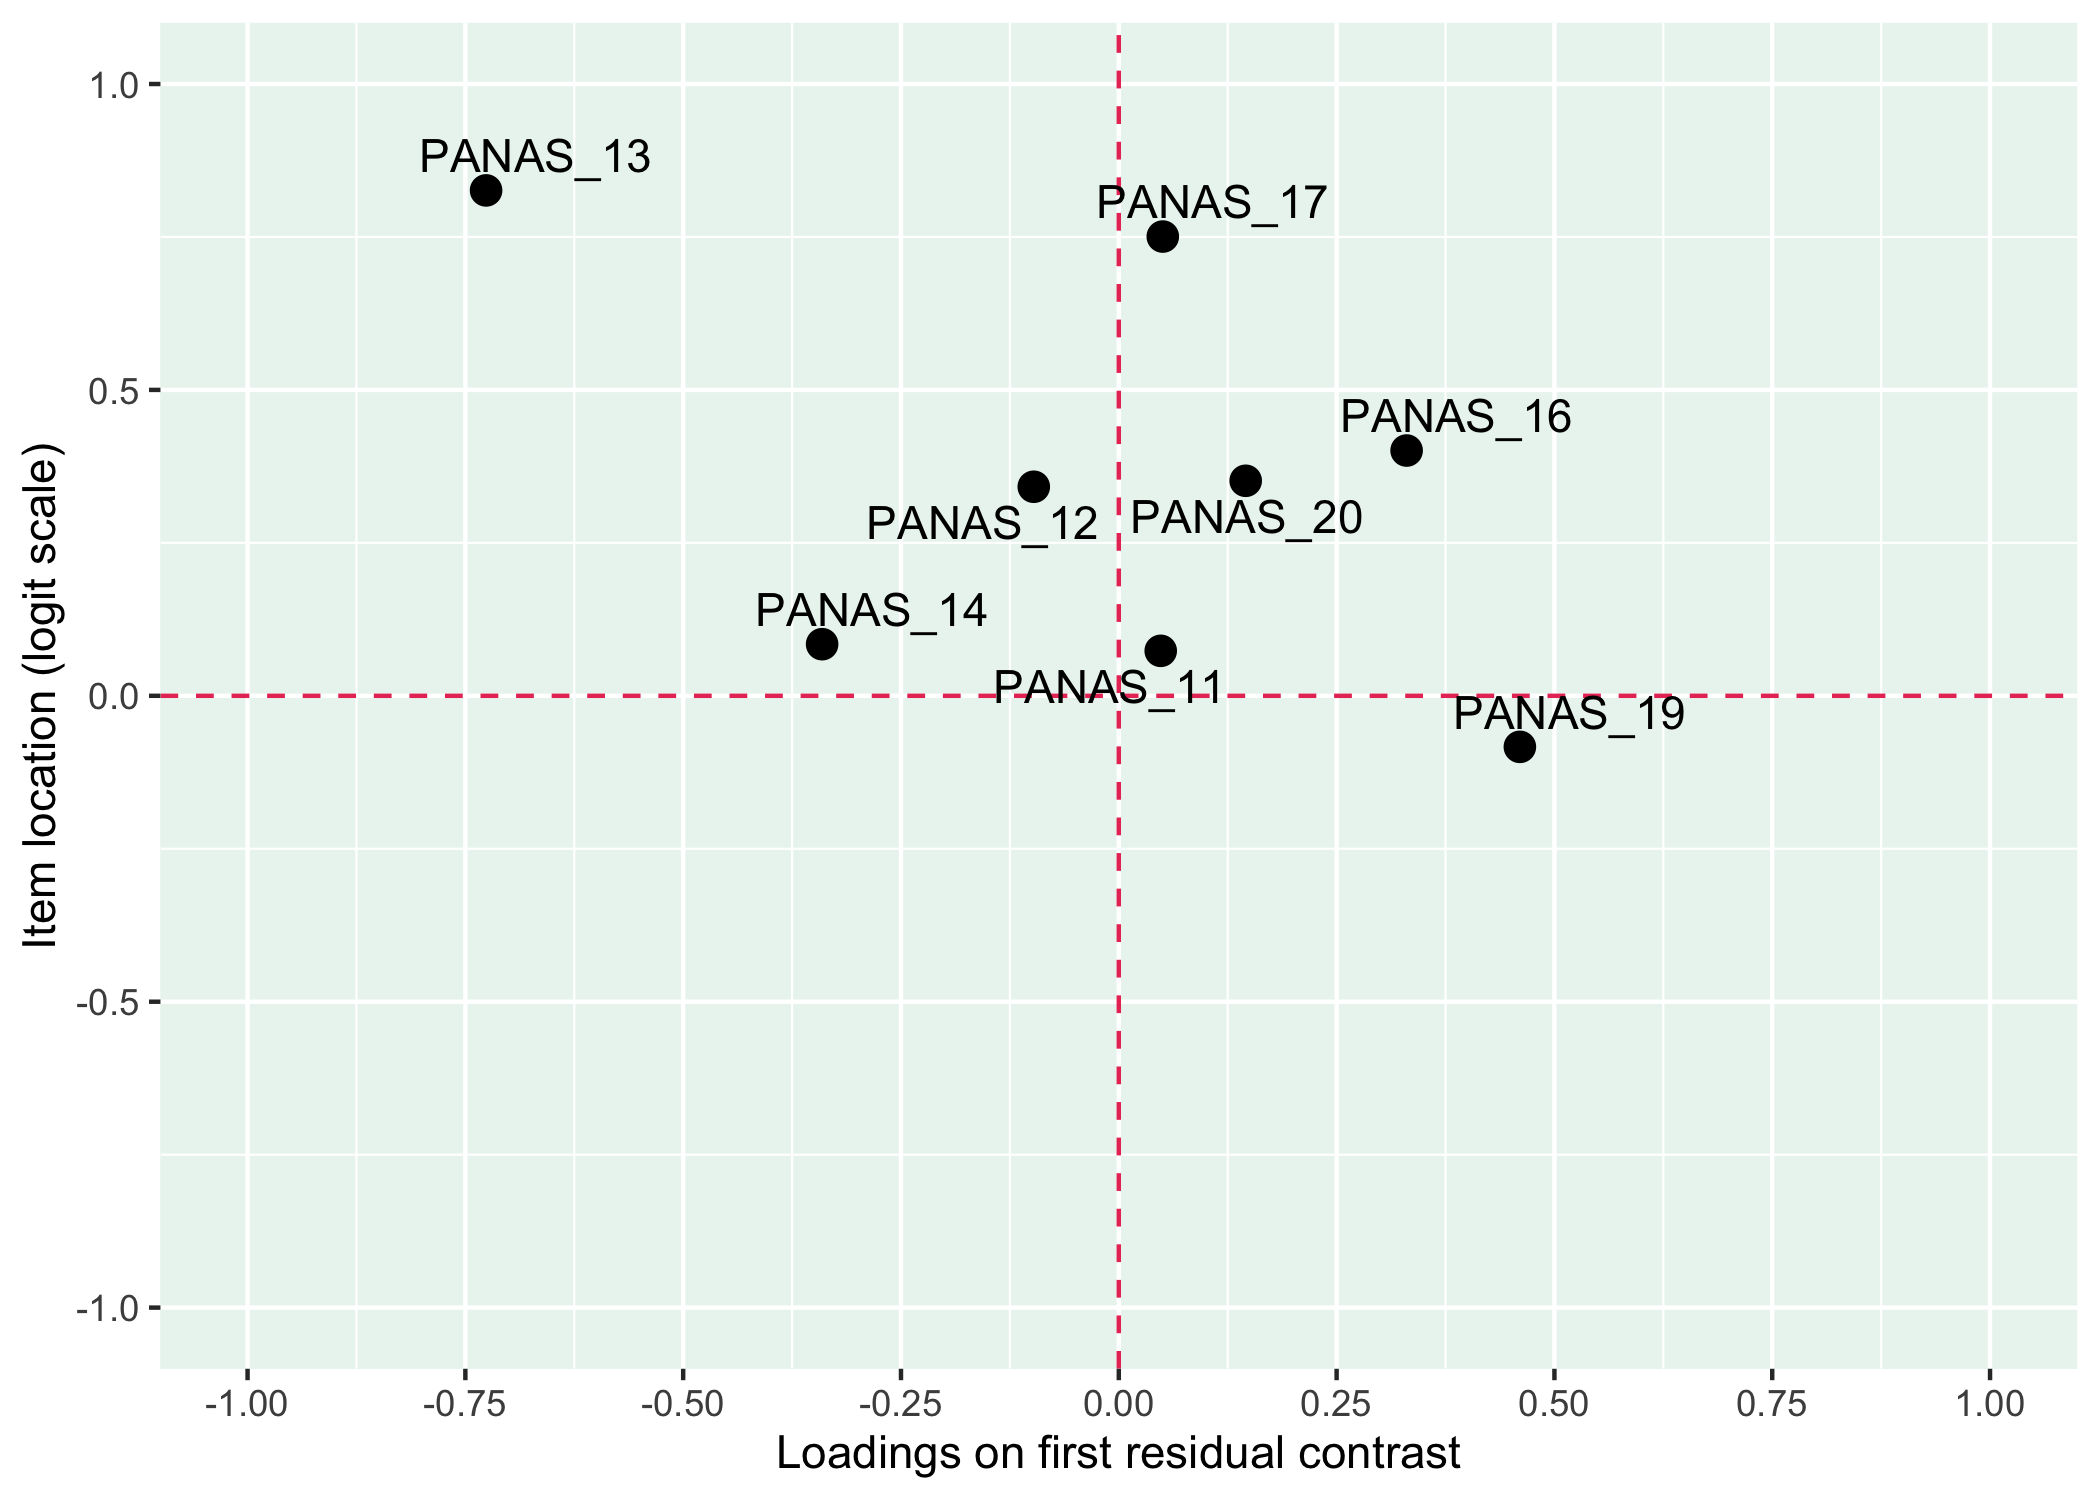 1.0
0.5
0.0
-0.5
-1.0
Item location (logit scale)
PANAS_13
PANAS_17
PANAS_16
PANAS_12
PANAS_20
PANAS_14
PANAS_11
PANAS_19
-1.00 -0.75 -0.50 -0.25 0.00 0.25 0.50 0.75 1.00
Loadings on first residual contrast